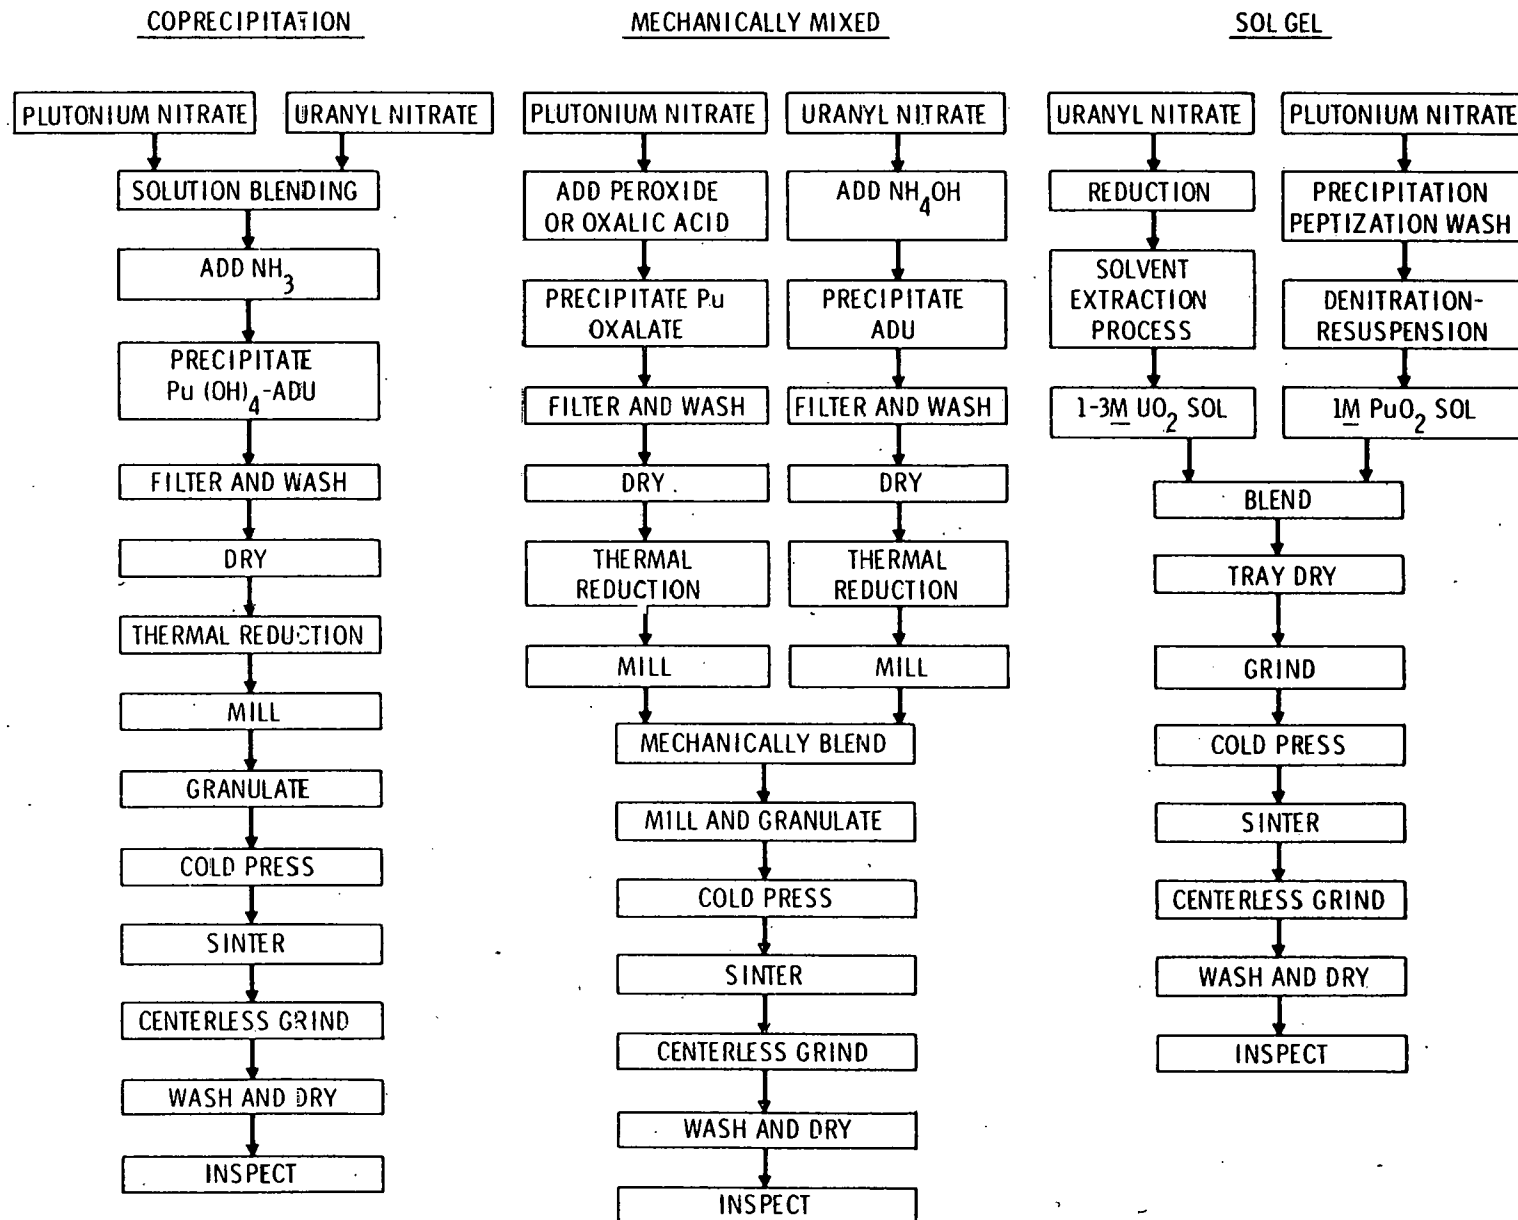 COPRECIPITATION
PLUTONIUM NITRATE
URANYL NITRATE
SOLUTION BLENDING
ADD NH₃
PRECIPITATE
Pu (OH)₄-ADU
FILTER AND WASH
DRY
THERMAL REDUCTION
MILL
GRANULATE
COLD PRESS
SINTER
CENTERLESS GRIND
WASH AND DRY
INSPECT
MECHANICALLY MIXED
PLUTONIUM NITRATE
ADD PEROXIDE
OR OXALIC ACID
PRECIPITATE Pu
OXALATE
FILTER AND WASH
DRY
THERMAL
REDUCTION
MILL
URANYL NITRATE
ADD NH₄OH
PRECIPITATE
ADU
FILTER AND WASH
DRY
THERMAL
REDUCTION
MILL
MECHANICALLY BLEND
MILL AND GRANULATE
COLD PRESS
SINTER
CENTERLESS GRIND
WASH AND DRY
INSPECT
SOL GEL
URANYL NITRATE
REDUCTION
SOLVENT
EXTRACTION
PROCESS
1-3M UO₂ SOL
PLUTONIUM NITRATE
PRECIPITATION
PEPTIZATION WASH
DENITRATION-
RESUSPENSION
1M PuO₂ SOL
BLEND
TRAY DRY
GRIND
COLD PRESS
SINTER
CENTERLESS GRIND
WASH AND DRY
INSPECT